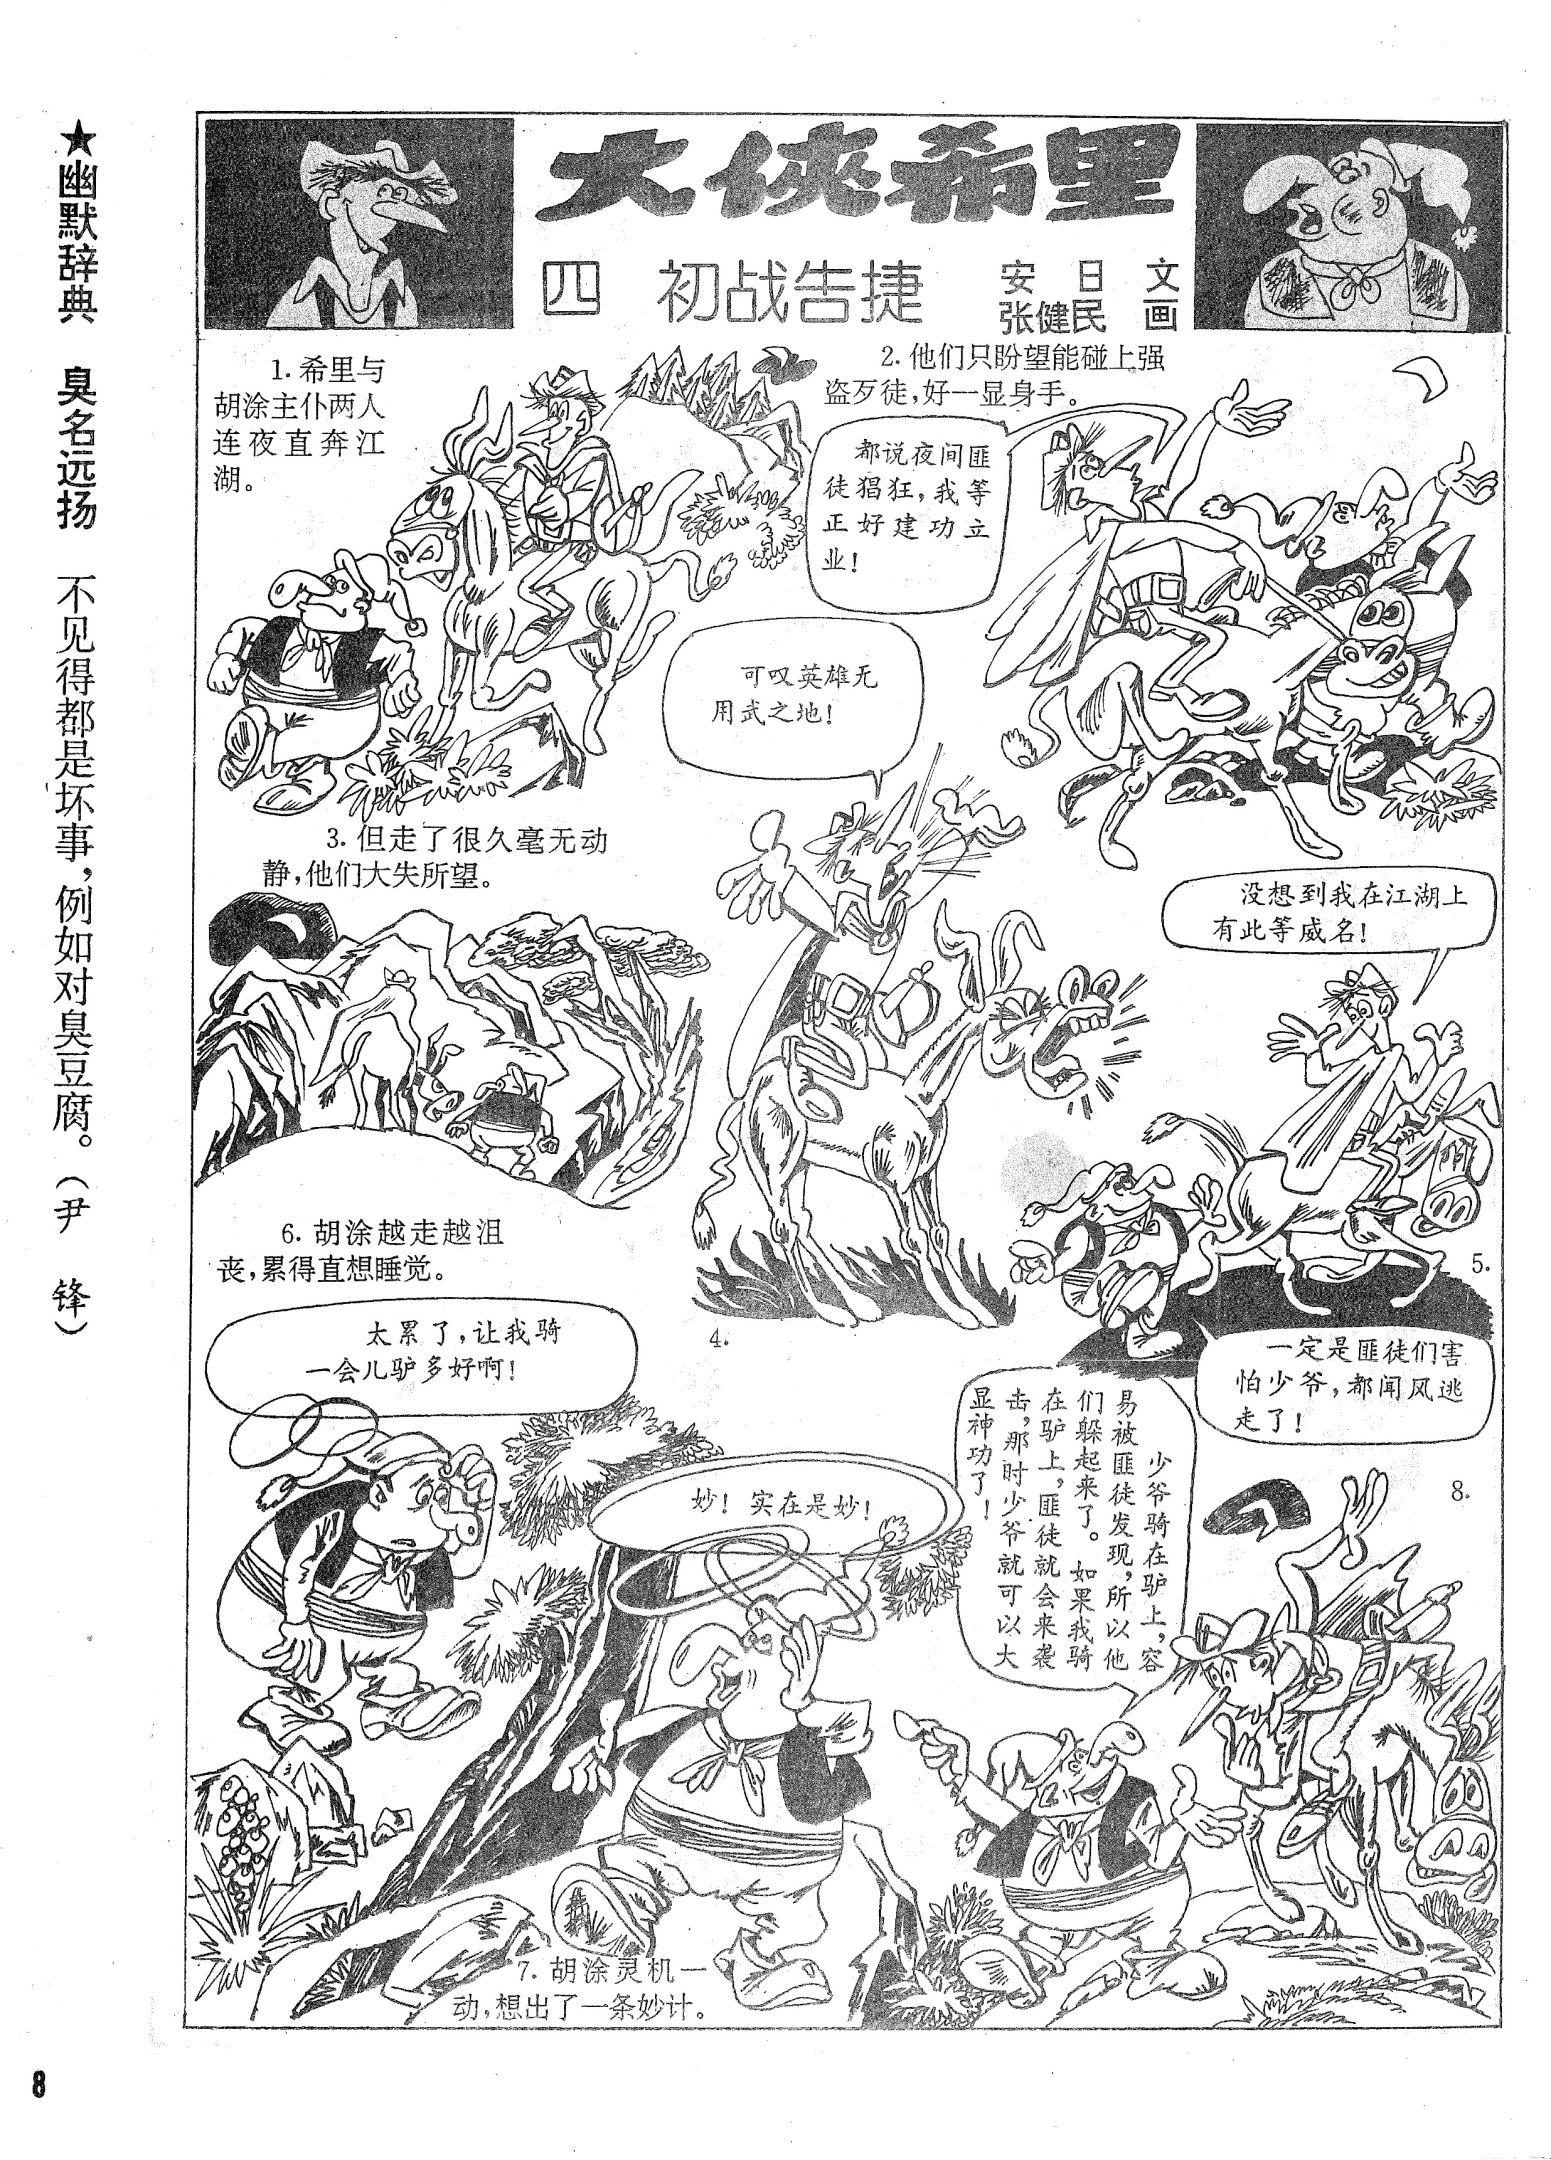 大侠希里
四 初战告捷
安日 文
张健民 画
1. 希里与
胡涂主仆两人
连夜直奔江
湖。
2. 他们只盼望能碰上强
盗歹徒，好一显身手。
都说夜间匪
徒猖狂，我等
正好建功立
业！
3. 但走了很久毫无动
静，他们大失所望。
可叹英雄无
用武之地！
4.
没想到我在江湖上
有此等威名！
5.
一定是匪徒们害
怕少爷，都闻风逃
走了！
6. 胡涂越走越沮
丧，累得直想睡觉。
太累了，让我骑
一会儿驴多好啊！
妙！实在是妙！
7. 胡涂灵机一
动，想出了一条妙计。
8.
少爷骑在驴上，容
易被匪徒发现，所以他
们躲起来了。如果我骑
在驴上，匪徒就会来袭
击，那时少爷就可以大
显神功了！
★幽默辞典 臭名远扬 不见得都是坏事，例如对臭豆腐。（尹 锋）
8